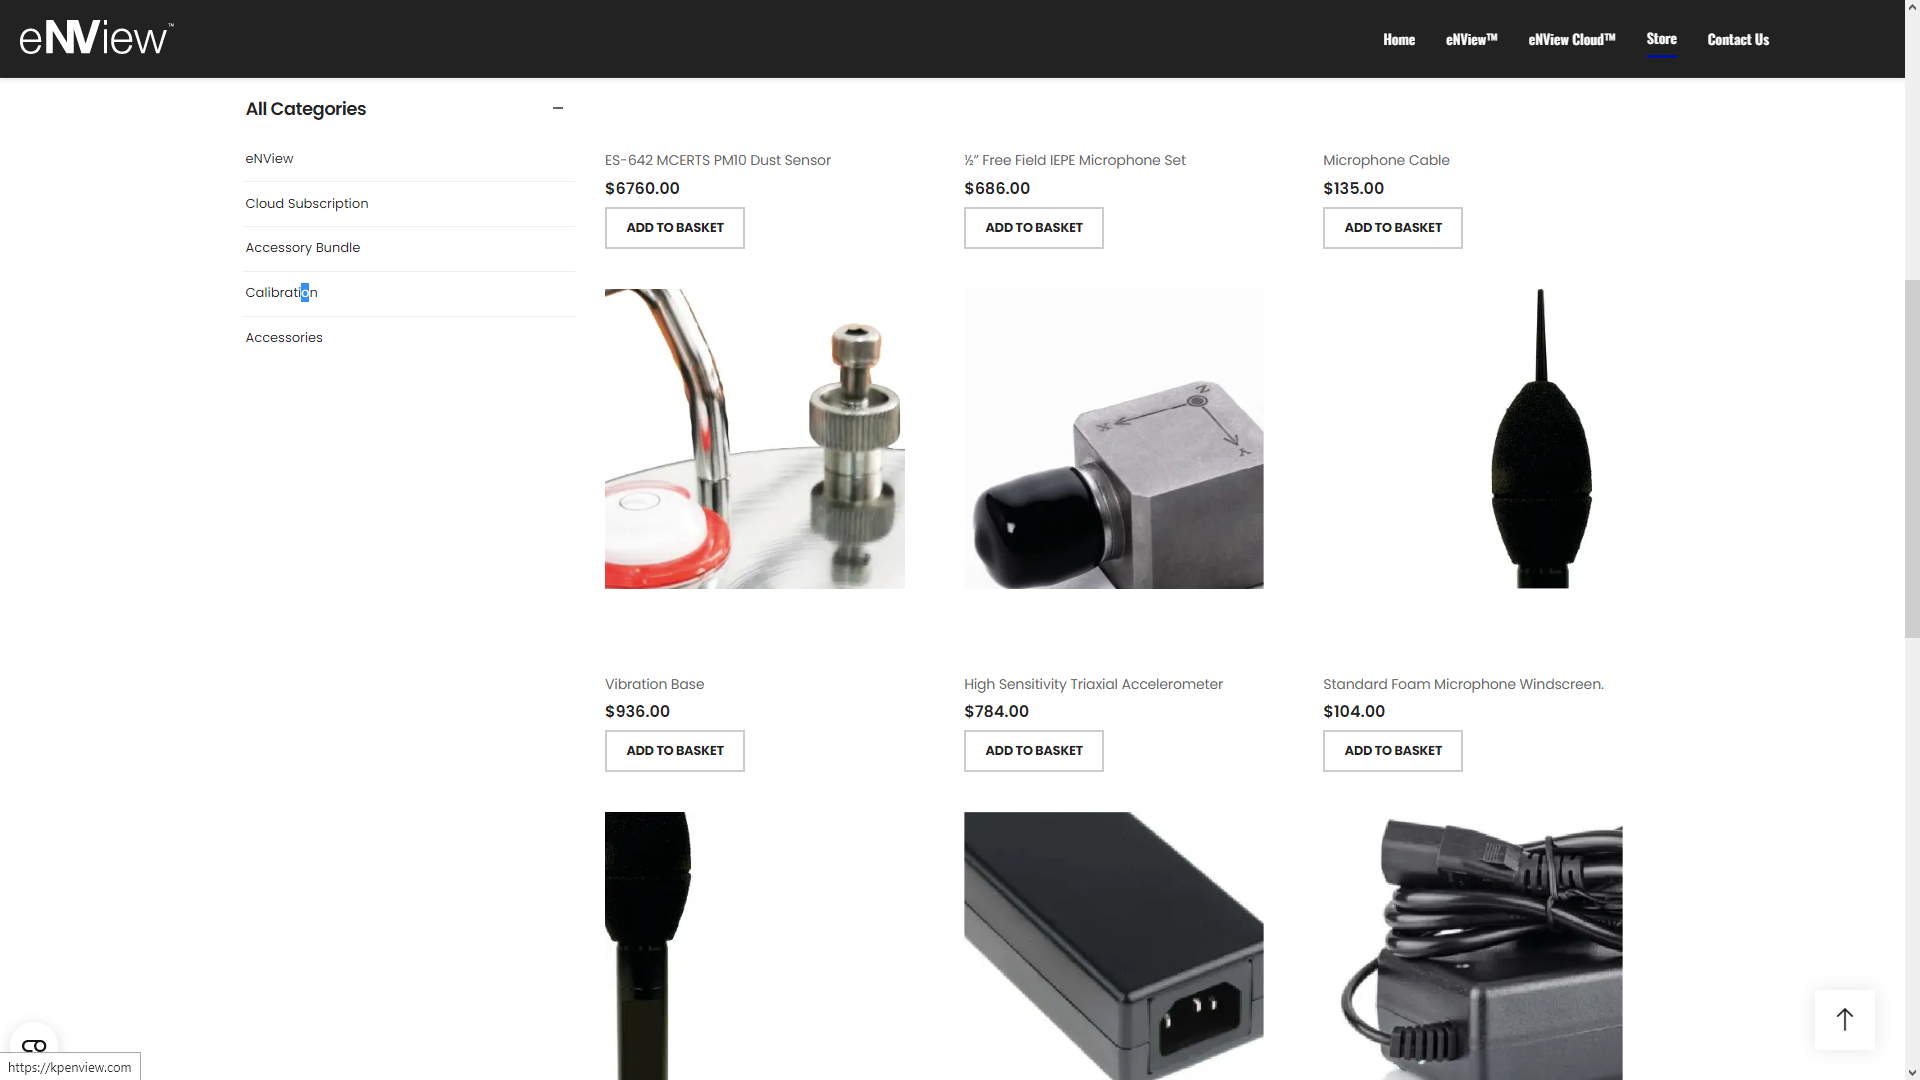 eNView™
Home
eNView™
eNView Cloud™
Store
Contact Us
All Categories
eNView
Cloud Subscription
Accessory Bundle
Calibration
Accessories
ES-642 MCERTS PM10 Dust Sensor
$6760.00
ADD TO BASKET
½” Free Field IEPE Microphone Set
$686.00
ADD TO BASKET
Microphone Cable
$135.00
ADD TO BASKET
Z
X
Y
Vibration Base
$936.00
ADD TO BASKET
High Sensitivity Triaxial Accelerometer
$784.00
ADD TO BASKET
Standard Foam Microphone Windscreen.
$104.00
ADD TO BASKET
https://kpenview.com